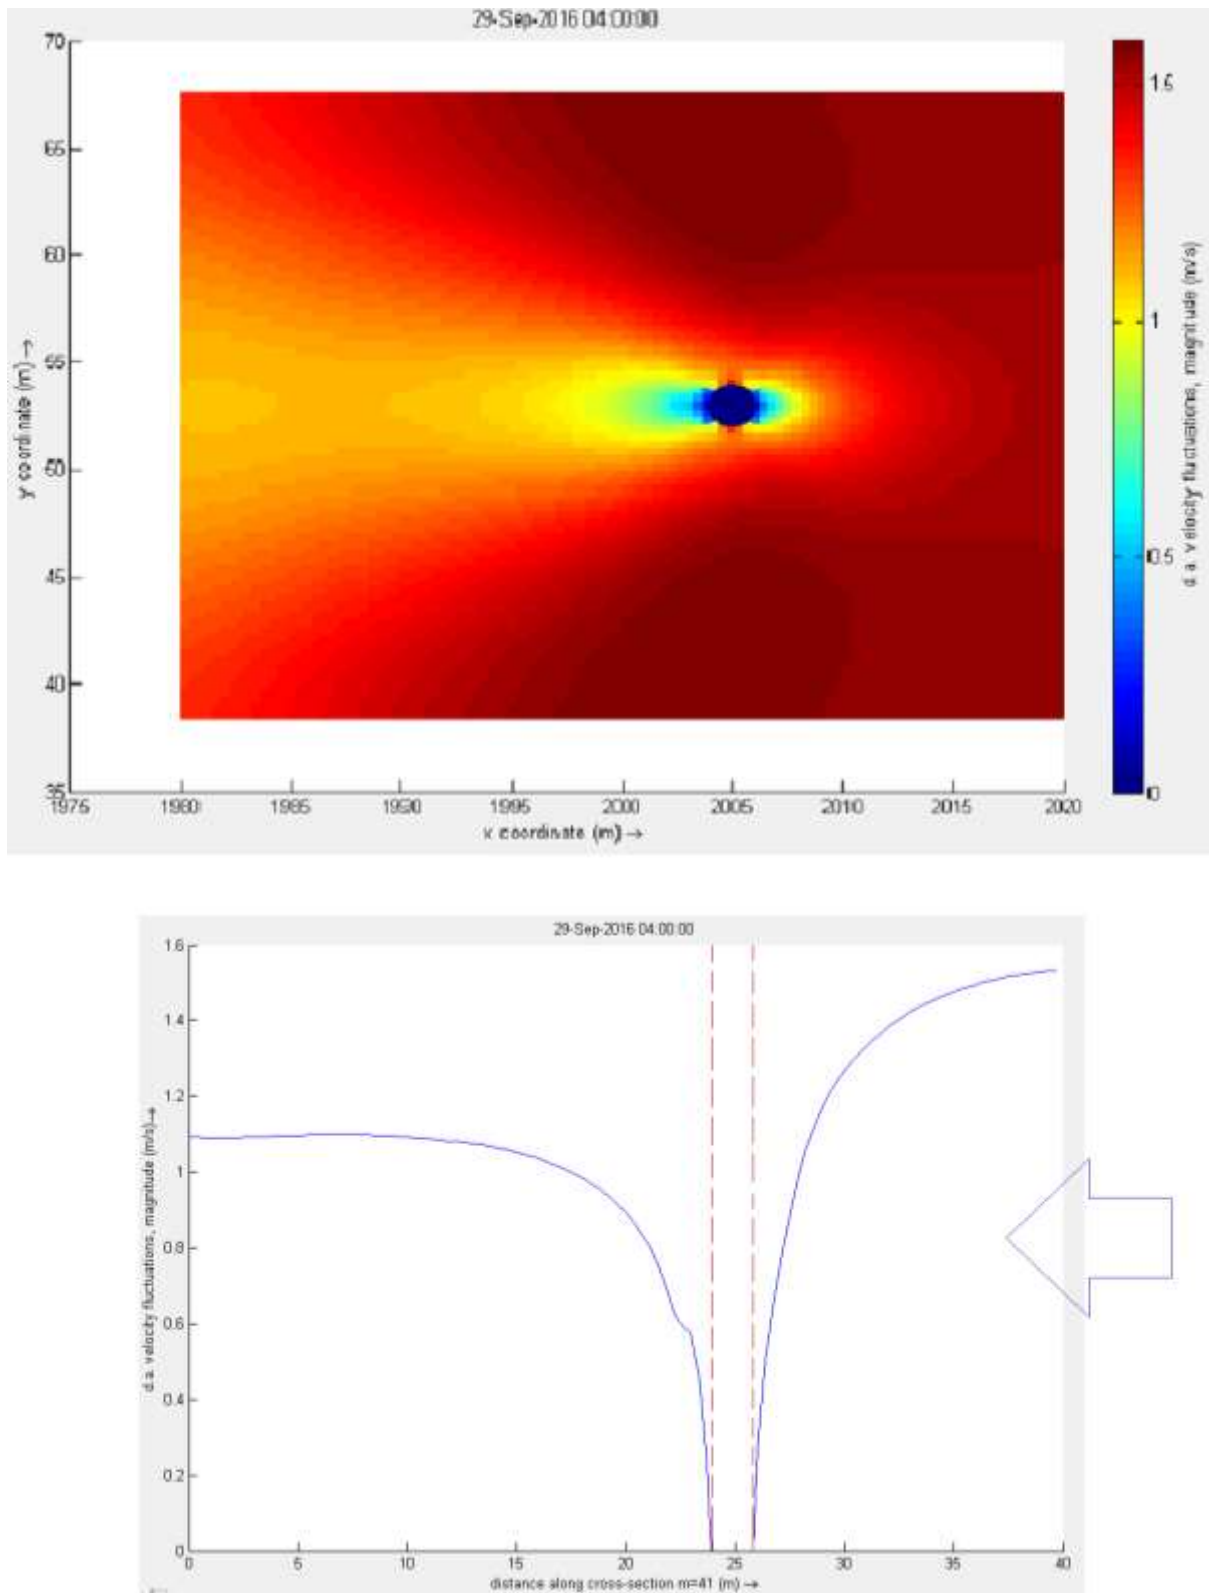 29-Sep-2016 04:00:00
70
65
60
55
50
45
40
35
y coordinate (m) →
1975 1980 1985 1990 1995 2000 2005 2010 2015 2020
x coordinate (m) →
1.5
1
0.5
0
d.a. velocity fluctuations, magnitude (m/s)
29-Sep-2016 04:00:00
1.6
1.4
1.2
1
0.8
0.6
0.4
0.2
0
d.a. velocity fluctuations, magnitude (m/s)→
0 5 10 15 20 25 30 35 40
distance along cross-section m=41 (m) →